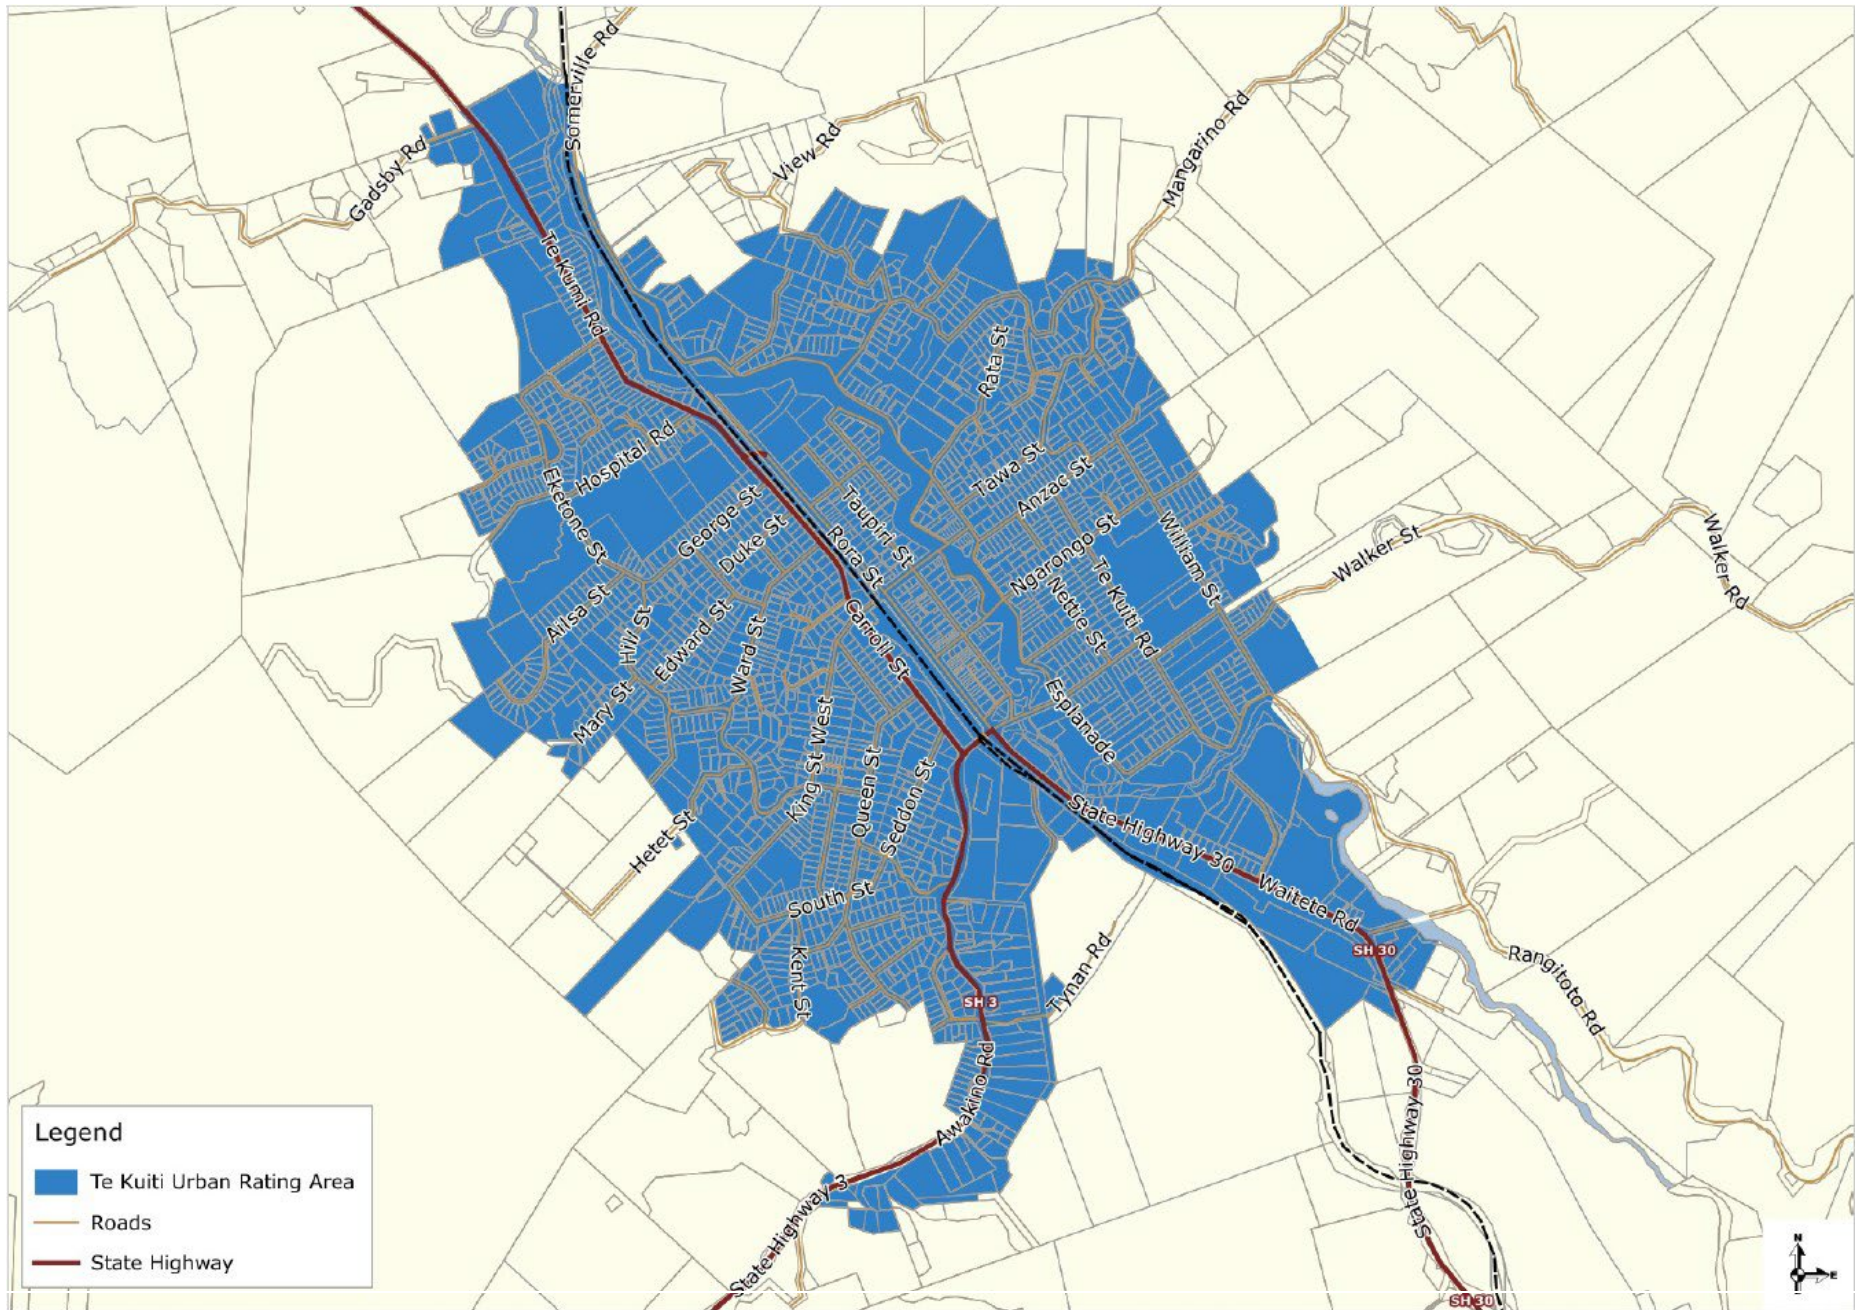 Somerville Rd
Mangarino Rd
View Rd
Gadsby Rd
Te Kumi Rd
Rata St
Hospital Rd
Eketone St
Tawa St
Anzac St
George St
Duke St
Taupiri St
Rora St
Ngarongo St
William St
Walker St
Walker Rd
Te Kuiti Rd
Nettie St
Ailsa St
Hill St
Edward St
Ward St
Carroll St
Mary St
Esplanade
King St West
Queen St
Seddon St
Hetet St
State Highway 30
Waitete Rd
South St
Kent St
SH 30
Rangitoto Rd
Tynan Rd
SH 3
Awakino Rd
State Highway 30
State Highway 3
SH 30
Legend
Te Kuiti Urban Rating Area
Roads
State Highway
N
E